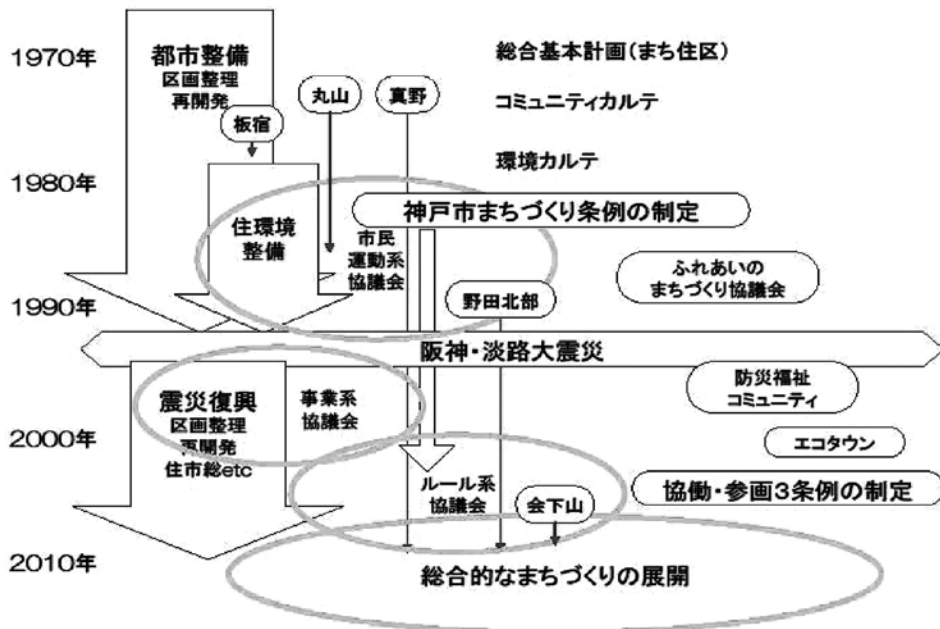 1970年
都市整備
区画整理
再開発
総合基本計画（まち住区）
丸山
真野
コミュニティカルテ
板宿
環境カルテ
1980年
神戸市まちづくり条例の制定
住環境
整備
市民
運動系
協議会
ふれあいの
まちづくり協議会
1990年
野田北部
阪神・淡路大震災
震災復興
区画整理
再開発
住市総etc
事業系
協議会
防災福祉
コミュニティ
2000年
エコタウン
ルール系
協議会
会下山
協働・参画3条例の制定
2010年
総合的なまちづくりの展開